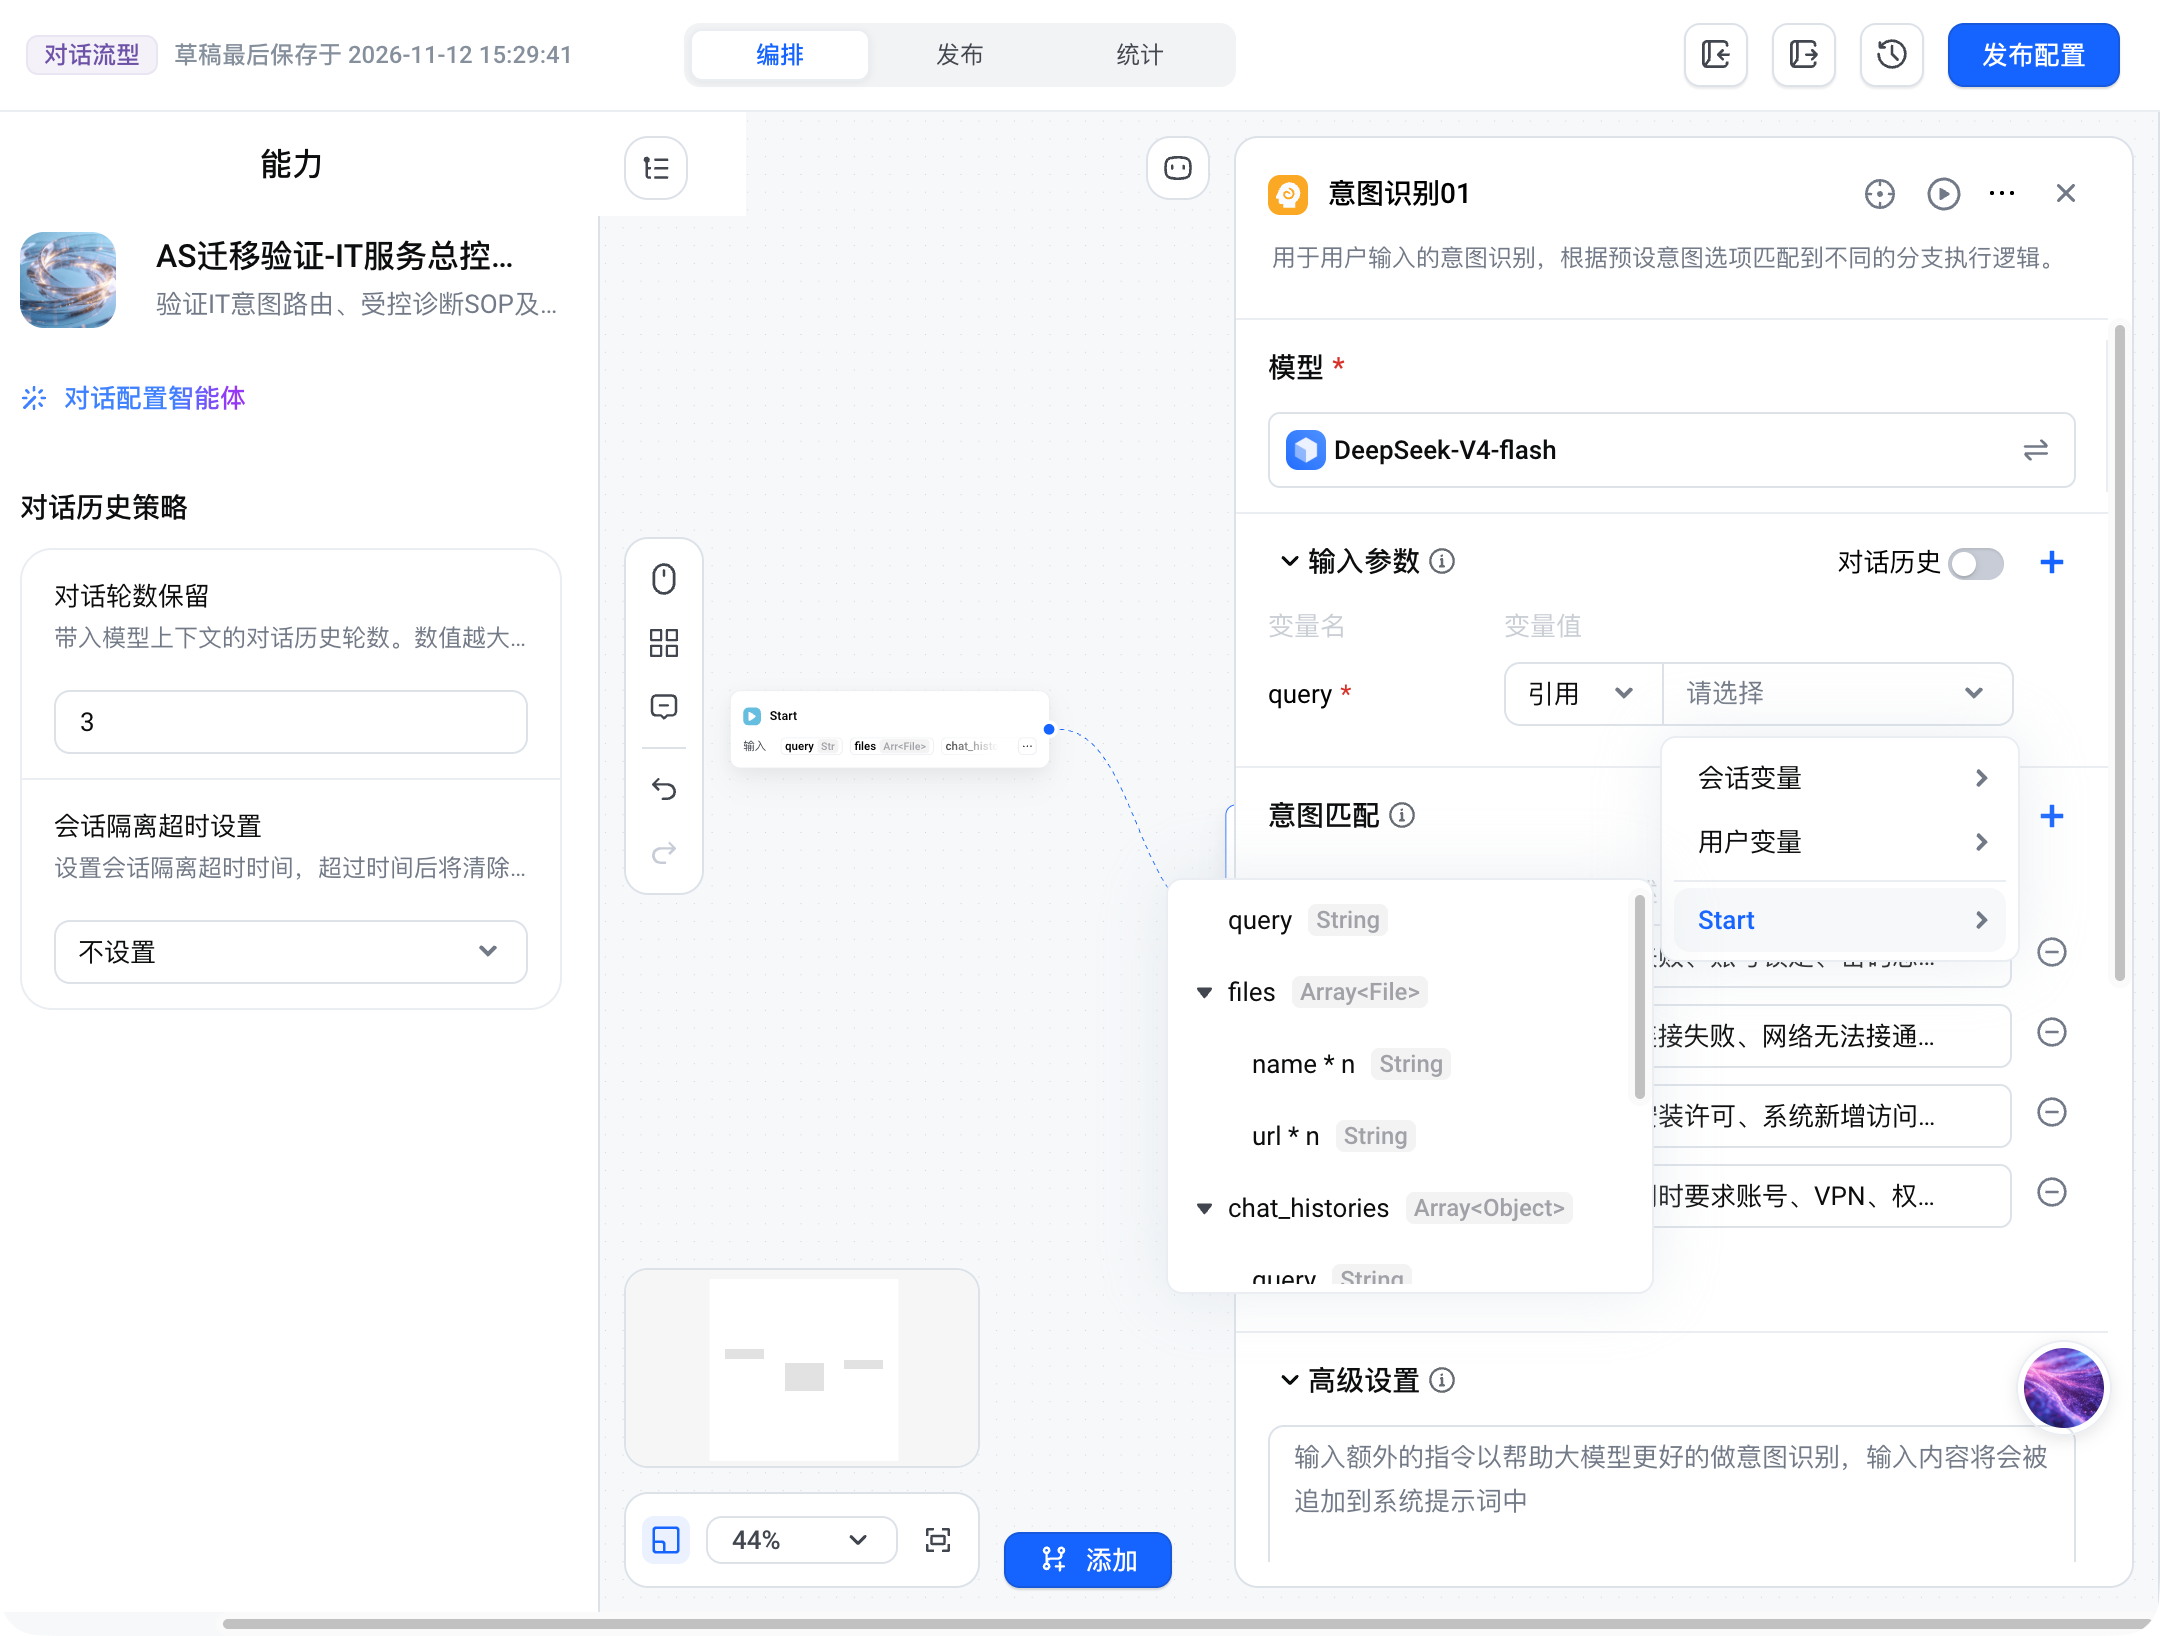 对话流型
草稿最后保存于 2026-11-12 15:29:41
编排
发布
统计
发布配置
能力
AS迁移验证-IT服务总控...
验证IT意图路由、受控诊断SOP及...
对话配置智能体
对话历史策略
对话轮数保留
带入模型上下文的对话历史轮数。数值越大...
3
会话隔离超时设置
设置会话隔离超时时间，超过时间后将清除...
不设置
Start
输入 query Str files Arr<File> chat_histo ...
44%
添加
意图识别01
用于用户输入的意图识别，根据预设意图选项匹配到不同的分支执行逻辑。
模型 *
DeepSeek-V4-flash
输入参数
对话历史
变量名
变量值
query *
引用
请选择
会话变量
用户变量
Start
意图匹配
query String
files Array<File>
name * n String
url * n String
chat_histories Array<Object>
query String
接失败、网络无法接通...
装许可、系统新增访问...
时要求账号、VPN、权...
高级设置
输入额外的指令以帮助大模型更好的做意图识别，输入内容将会被
追加到系统提示词中